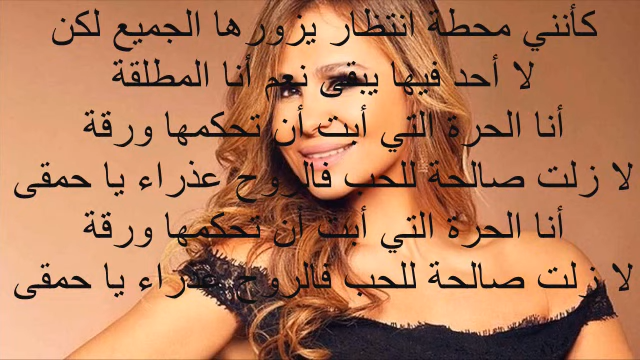 كأنني محطة انتظار يزورها الجميع لكن
لا أحد فيها يبقى نعم أنا المطلقة
أنا الحرة التي أبت أن تحكمها ورقة
لا زلت صالحة للحب فالروح عذراء يا حمقى
أنا الحرة التي أبت أن تحكمها ورقة
لا زلت صالحة للحب فالروح عذراء يا حمقى